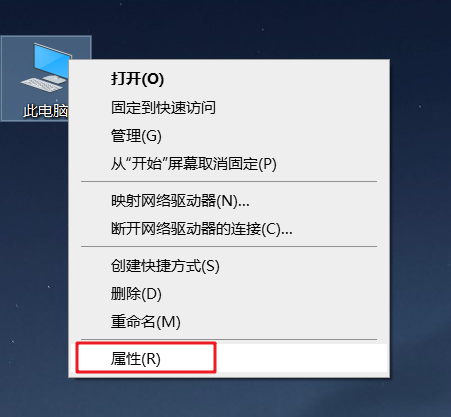 此电脑
打开(O)
固定到快速访问
管理(G)
从“开始”屏幕取消固定(P)
映射网络驱动器(N)...
断开网络驱动器的连接(C)...
创建快捷方式(S)
删除(D)
重命名(M)
属性(R)